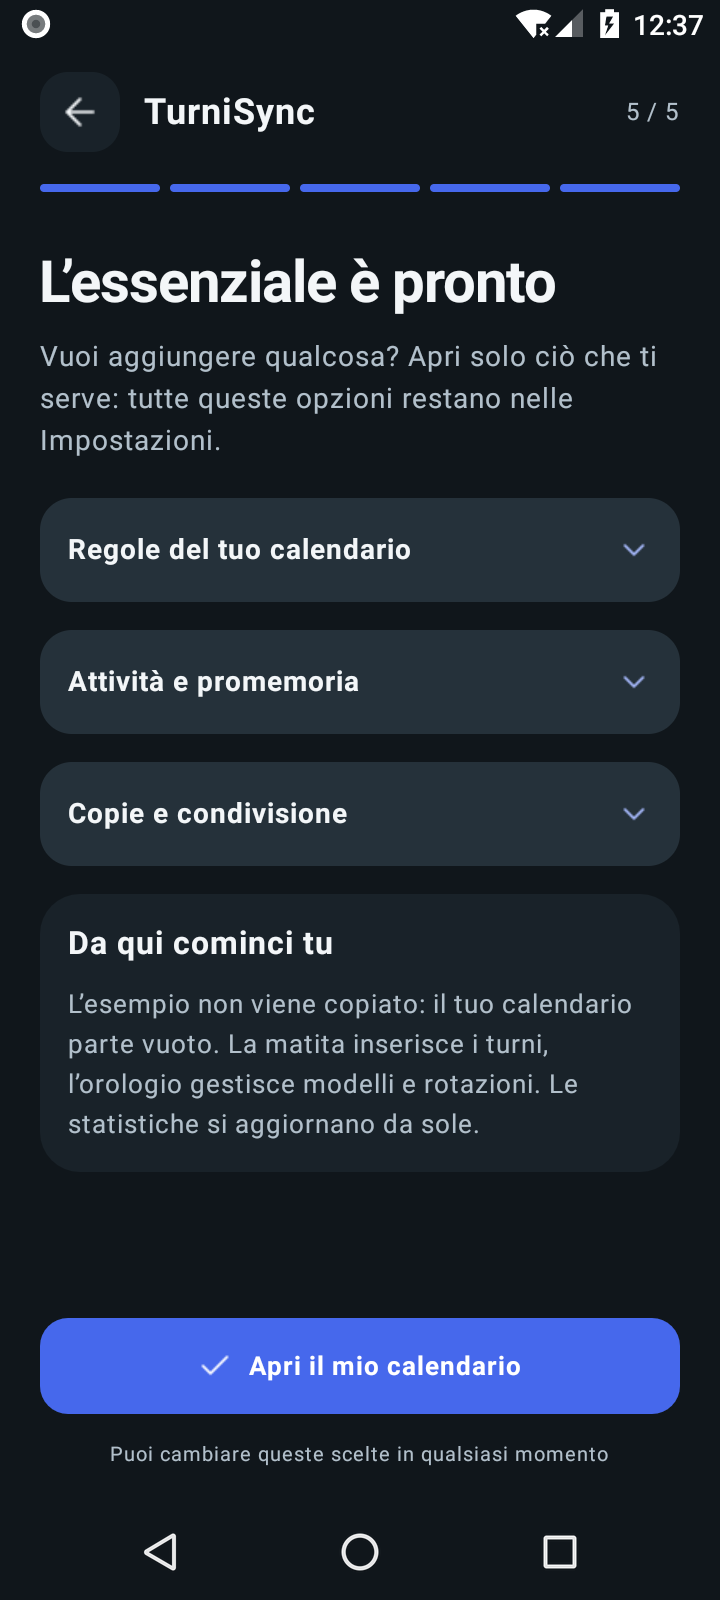 12:37
TurniSync
5 / 5
L’essenziale è pronto
Vuoi aggiungere qualcosa? Apri solo ciò che ti
serve: tutte queste opzioni restano nelle
Impostazioni.
Regole del tuo calendario
Attività e promemoria
Copie e condivisione
Da qui cominci tu
L’esempio non viene copiato: il tuo calendario
parte vuoto. La matita inserisce i turni,
l’orologio gestisce modelli e rotazioni. Le
statistiche si aggiornano da sole.
Apri il mio calendario
Puoi cambiare queste scelte in qualsiasi momento